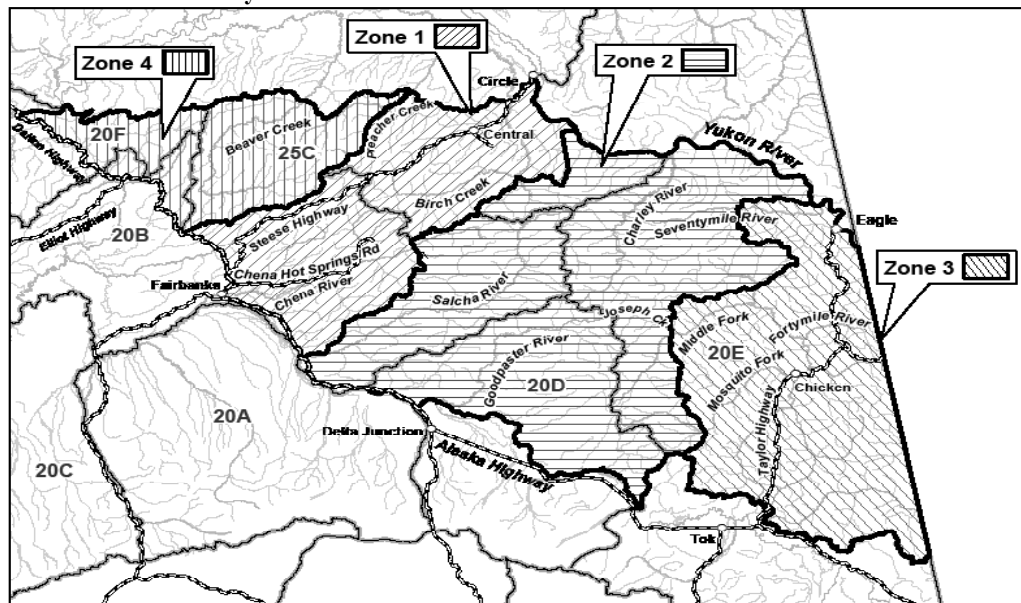 Zone 1
Zone 4
Zone 2
Circle
Preacher Creek
Central
20F
Beaver Creek
25C
Yukon River
Dalton Highway
Birch Creek
Charley River
Seventymile River
Eagle
Elliot Highway
20B
Steese Highway
Zone 3
Chena Hot Springs Rd
Fairbanks
Chena River
Salcha River
Joseph Ck
Middle Fork
Fortymile River
20E
Mosquito Fork
Goodpaster River
20D
Chicken
20A
Taylor Highway
Delta Junction
Alaska Highway
20C
Tok